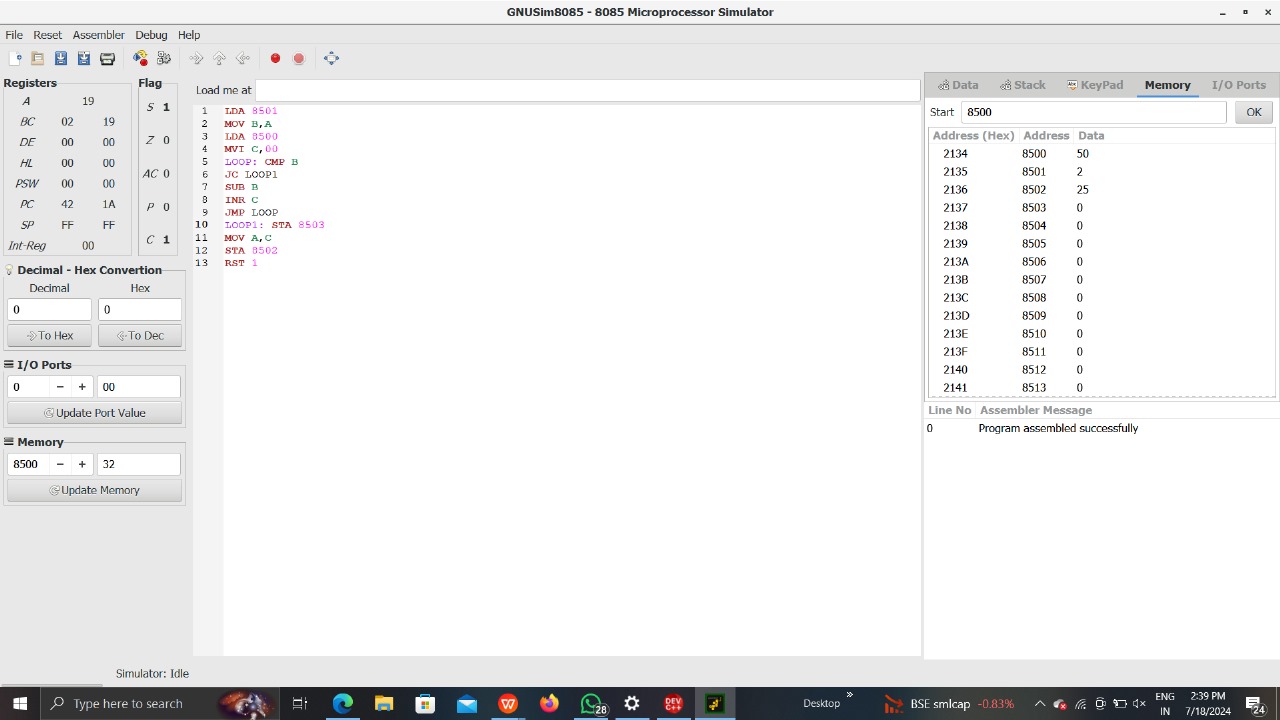 GNUSim8085 - 8085 Microprocessor Simulator
File Reset Assembler Debug Help
Registers
A 19
BC 02 19
DE 00 00
HL 00 00
PSW 00 00
PC 42 1A
SP FF FF
Int-Reg 00
Flag
S 1
Z 0
AC 0
P 0
C 1
Decimal - Hex Convertion
Decimal Hex
0 0
To Hex To Dec
I/O Ports
0 − + 00
Update Port Value
Memory
8500 − + 32
Update Memory
Load me at
1 LDA 8501
2 MOV B,A
3 LDA 8500
4 MVI C,00
5 LOOP: CMP B
6 JC LOOP1
7 SUB B
8 INR C
9 JMP LOOP
10 LOOP1: STA 8503
11 MOV A,C
12 STA 8502
13 RST 1
Data Stack KeyPad Memory I/O Ports
Start 8500 OK
Address (Hex) Address Data
2134 8500 50
2135 8501 2
2136 8502 25
2137 8503 0
2138 8504 0
2139 8505 0
213A 8506 0
213B 8507 0
213C 8508 0
213D 8509 0
213E 8510 0
213F 8511 0
2140 8512 0
2141 8513 0
Line No Assembler Message
0 Program assembled successfully
Simulator: Idle
Type here to search
W
28
DEV C++
Desktop »
BSE smlcap -0.83%
ENG
IN
2:39 PM
7/18/2024
24